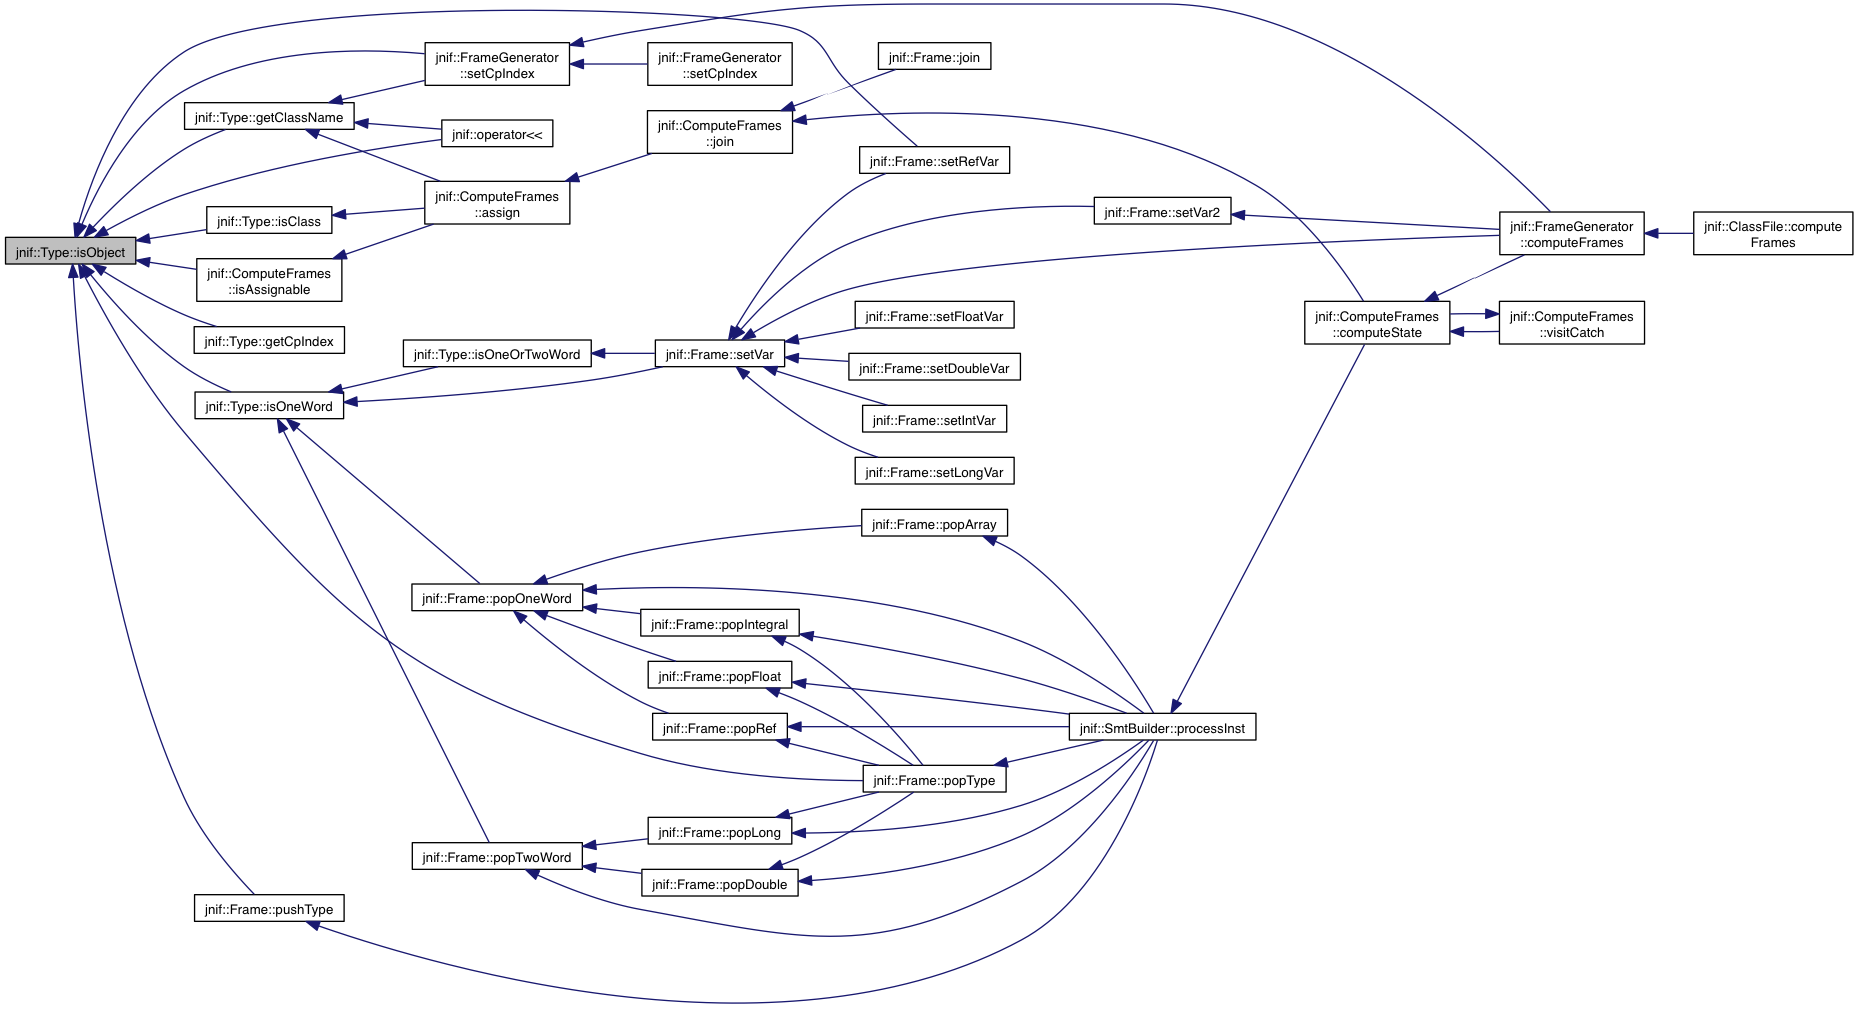 jnif::Type::isObject
jnif::FrameGenerator
::setCpIndex
jnif::FrameGenerator
::setCpIndex
jnif::Frame::join
jnif::Type::getClassName
jnif::operator<<
jnif::ComputeFrames
::join
jnif::Frame::setRefVar
jnif::ComputeFrames
::assign
jnif::Type::isClass
jnif::Frame::setVar2
jnif::FrameGenerator
::computeFrames
jnif::ClassFile::compute
Frames
jnif::ComputeFrames
::isAssignable
jnif::Type::getCpIndex
jnif::Frame::setFloatVar
jnif::ComputeFrames
::computeState
jnif::ComputeFrames
::visitCatch
jnif::Type::isOneOrTwoWord
jnif::Frame::setVar
jnif::Frame::setDoubleVar
jnif::Type::isOneWord
jnif::Frame::setIntVar
jnif::Frame::setLongVar
jnif::Frame::popArray
jnif::Frame::popOneWord
jnif::Frame::popIntegral
jnif::Frame::popFloat
jnif::Frame::popRef
jnif::SmtBuilder::processInst
jnif::Frame::popType
jnif::Frame::popLong
jnif::Frame::popTwoWord
jnif::Frame::popDouble
jnif::Frame::pushType